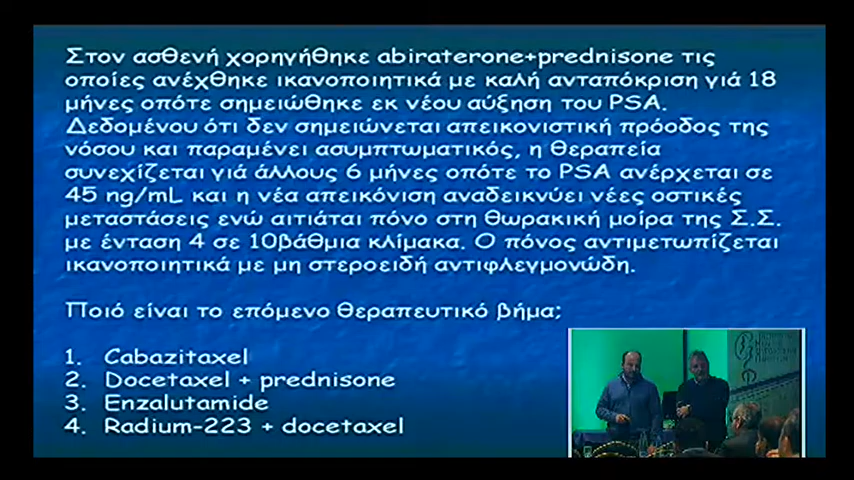 Στον ασθενή χορηγήθηκε abiraterone+prednisone τις
οποίες ανέχθηκε ικανοποιητικά με καλή ανταπόκριση γιά 18
μήνες οπότε σημειώθηκε εκ νέου αύξηση του PSA.
Δεδομένου ότι δεν σημειώνεται απεικονιστική πρόοδος της
νόσου και παραμένει ασυμπτωματικός, η θεραπεία
συνεχίζεται γιά άλλους 6 μήνες οπότε το PSA ανέρχεται σε
45 ng/mL και η νέα απεικόνιση αναδεικνύει νέες οστικές
μεταστάσεις ενώ αιτιάται πόνο στη θωρακική μοίρα της Σ.Σ.
με ένταση 4 σε 10βάθμια κλίμακα. Ο πόνος αντιμετωπίζεται
ικανοποιητικά με μη στεροειδή αντιφλεγμονώδη.
Ποιό είναι το επόμενο θεραπευτικό βήμα;
1. Cabazitaxel
2. Docetaxel + prednisone
3. Enzalutamide
4. Radium-223 + docetaxel